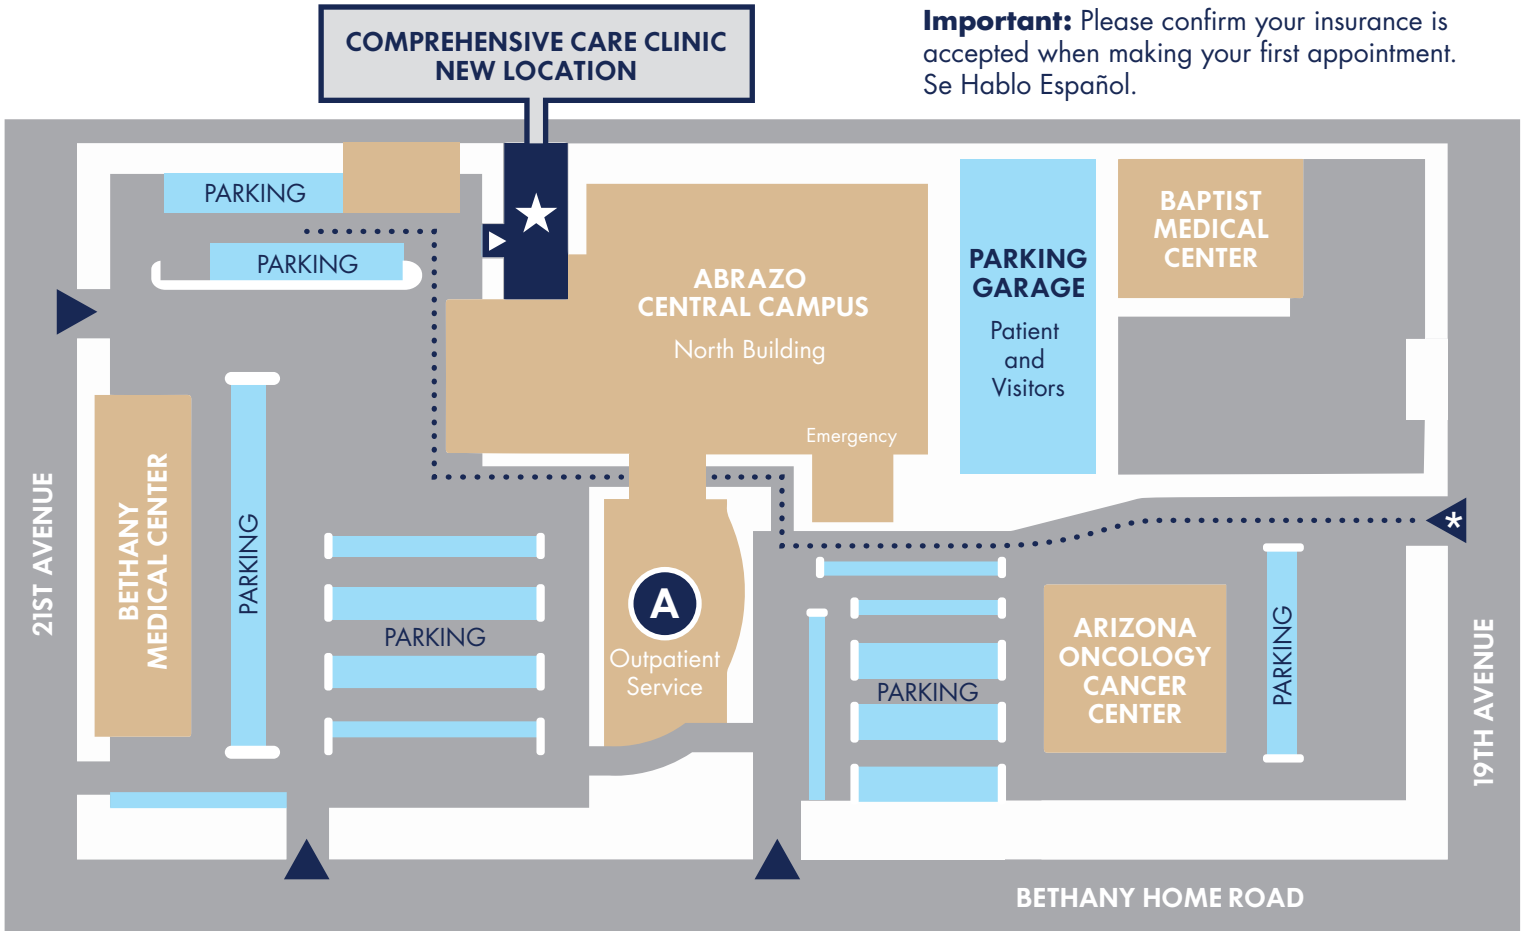 COMPREHENSIVE CARE CLINIC
NEW LOCATION
Important: Please confirm your insurance is
accepted when making your first appointment.
Se Hablo Español.
PARKING
PARKING
ABRAZO
CENTRAL CAMPUS
North Building
Emergency
PARKING
GARAGE
Patient
and
Visitors
BAPTIST
MEDICAL
CENTER
21ST AVENUE
BETHANY
MEDICAL CENTER
PARKING
PARKING
A
Outpatient
Service
PARKING
ARIZONA
ONCOLOGY
CANCER
CENTER
PARKING
*
19TH AVENUE
BETHANY HOME ROAD